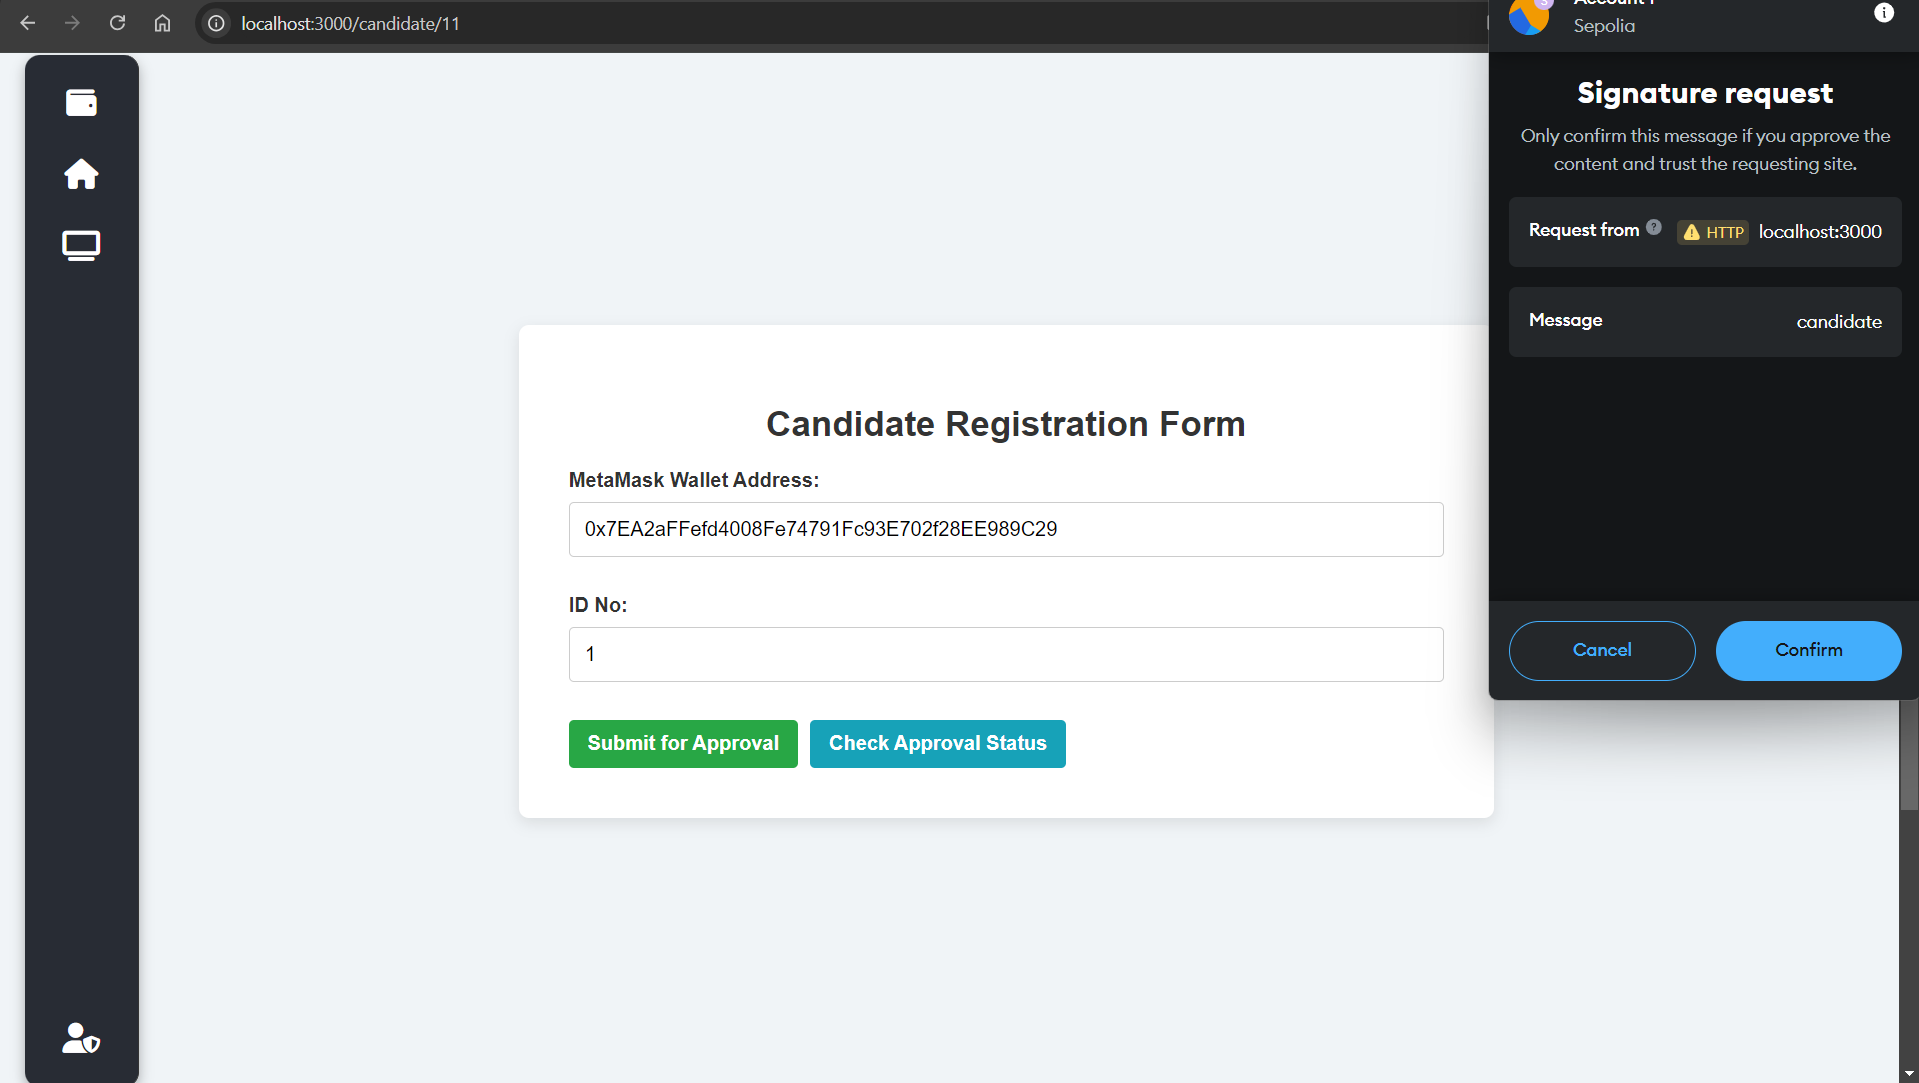 localhost:3000/candidate/11
Sepolia
Signature request
Only confirm this message if you approve the
content and trust the requesting site.
Request from ? HTTP localhost:3000
Message candidate
Cancel Confirm
Candidate Registration Form
MetaMask Wallet Address:
0x7EA2aFFefd4008Fe74791Fc93E702f28EE989C29
ID No:
1
Submit for Approval Check Approval Status